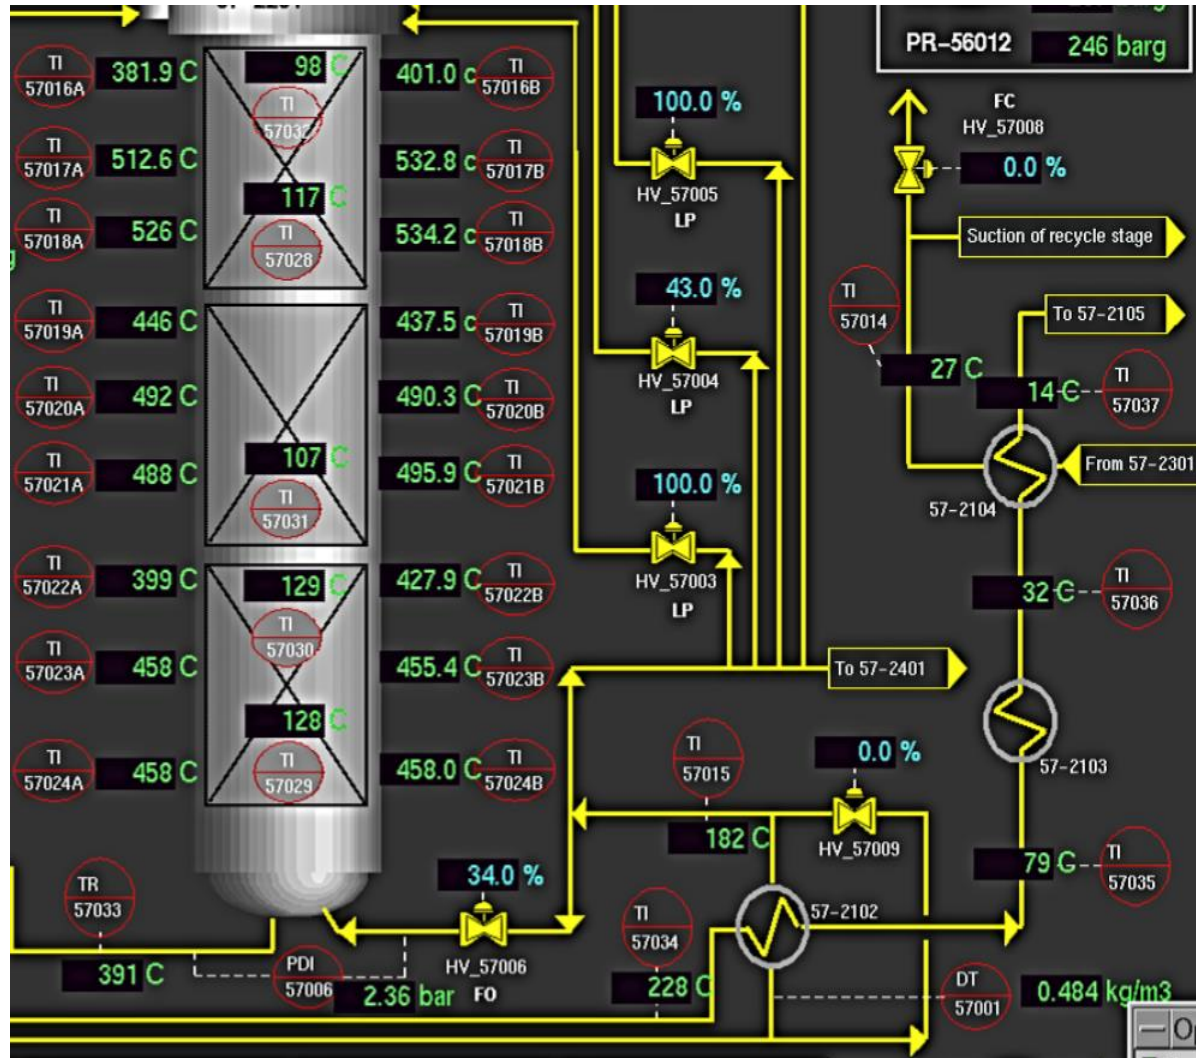 PR-56012 246 barg
TI 57016A 381.9 C
98 C
TI 57032
401.0 c TI 57016B
TI 57017A 512.6 C
117 C
532.8 c TI 57017B
TI 57018A 526 C
TI 57028
534.2 c TI 57018B
TI 57019A 446 C
437.5 c TI 57019B
TI 57020A 492 C
490.3 C TI 57020B
TI 57021A 488 C
107 C
TI 57031
495.9 C TI 57021B
TI 57022A 399 C
129 C
TI 57030
427.9 C TI 57022B
TI 57023A 458 C
455.4 C TI 57023B
128 C
TI 57029
TI 57024A 458 C
458.0 C TI 57024B
TR 57033
391 C
PDI 57006
2.36 bar
34.0 %
HV_57006
FO
100.0 %
HV_57005
LP
43.0 %
HV_57004
LP
100.0 %
HV_57003
LP
To 57-2401
TI 57015
182 C
0.0 %
HV_57009
TI 57034
228 C
57-2102
DT 57001
0.484 kg/m3
FC
HV_57008
0.0 %
Suction of recycle stage
TI 57014
27 C
To 57-2105
14 C
TI 57037
From 57-2301
57-2104
32 C
TI 57036
57-2103
79 C
TI 57035